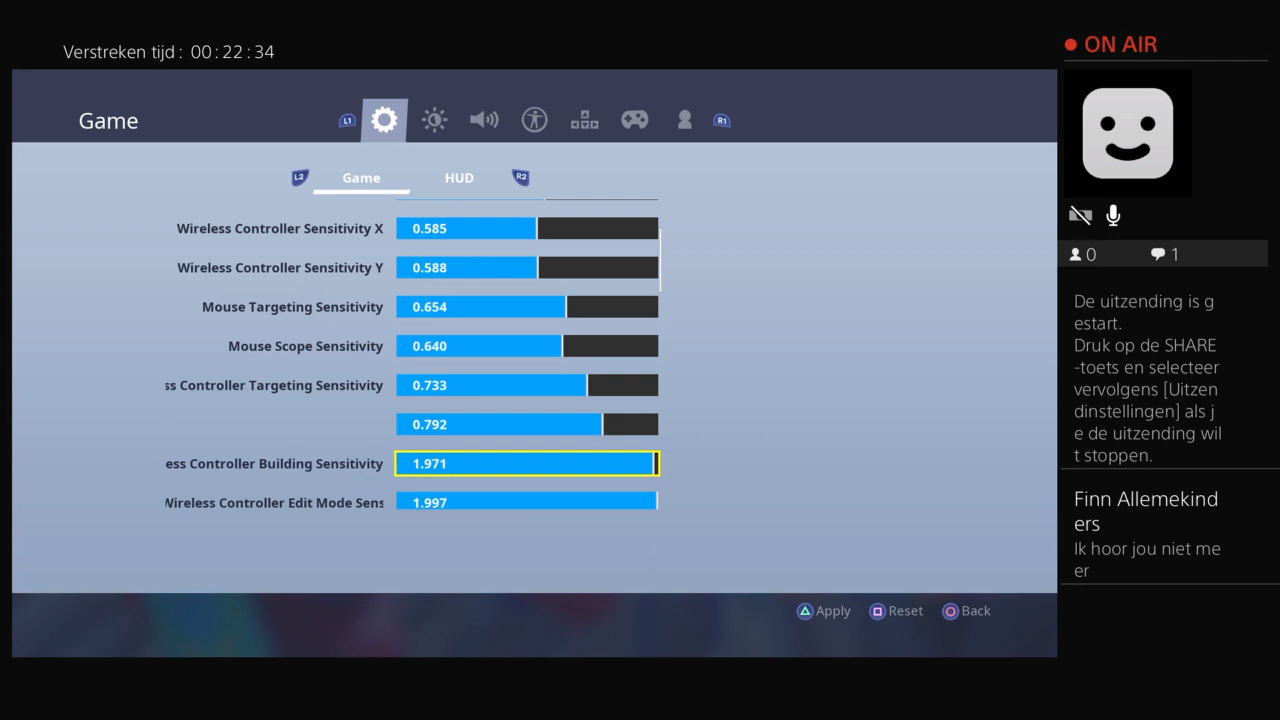 Verstreken tijd : 00 : 22 : 34
ON AIR
Game
L1
R1
L2
Game
HUD
R2
Wireless Controller Sensitivity X
0.585
Wireless Controller Sensitivity Y
0.588
Mouse Targeting Sensitivity
0.654
Mouse Scope Sensitivity
0.640
ss Controller Targeting Sensitivity
0.733
0.792
ess Controller Building Sensitivity
1.971
Wireless Controller Edit Mode Sens
1.997
Apply
Reset
Back
0
1
De uitzending is g
estart.
Druk op de SHARE
-toets en selecteer
vervolgens [Uitzen
dinstellingen] als j
e de uitzending wil
t stoppen.
Finn Allemekind
ers
Ik hoor jou niet me
er